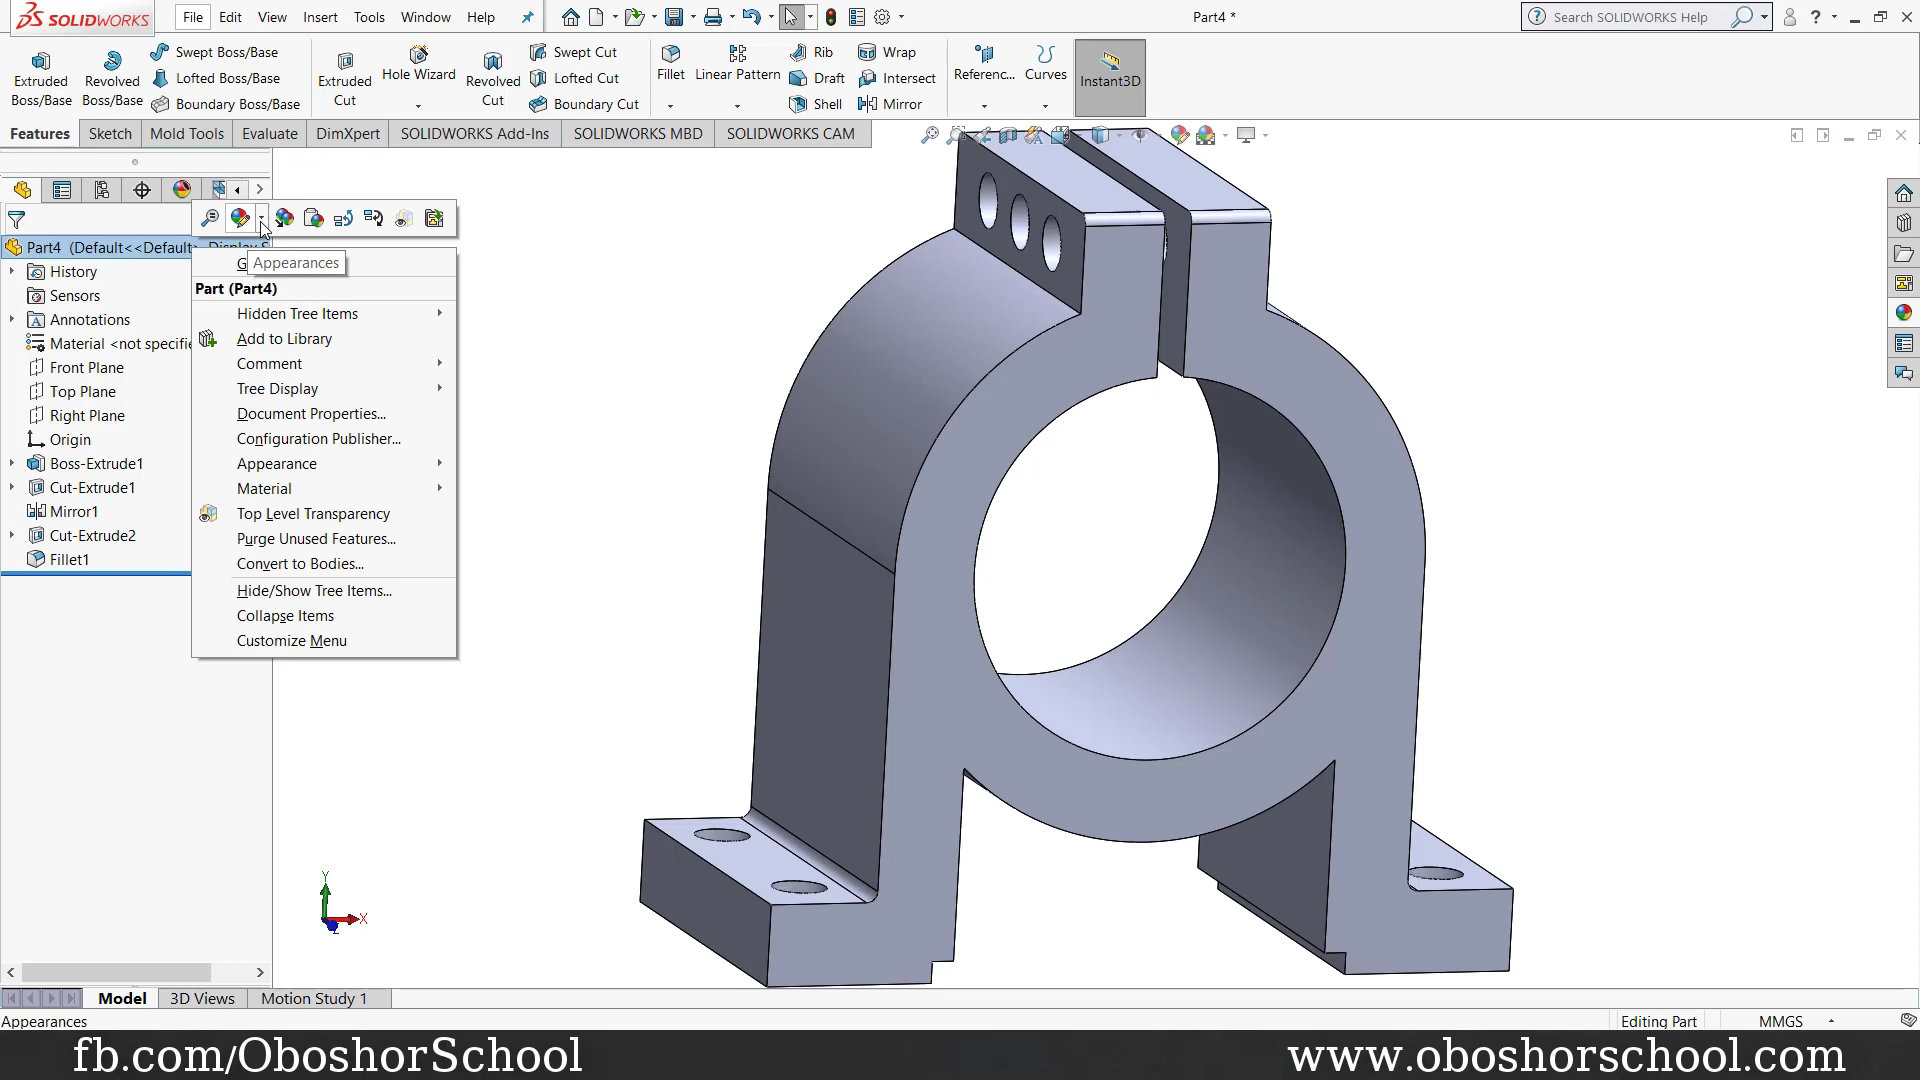 SOLIDWORKS File Edit View Insert Tools Window Help Part4 * Search SOLIDWORKS Help ?
Extruded Boss/Base
Revolved Boss/Base
Swept Boss/Base
Lofted Boss/Base
Boundary Boss/Base
Extruded Cut
Hole Wizard
Revolved Cut
Swept Cut
Lofted Cut
Boundary Cut
Fillet
Linear Pattern
Rib
Draft
Shell
Wrap
Intersect
Mirror
Referenc...
Curves
Instant3D
Features Sketch Mold Tools Evaluate DimXpert SOLIDWORKS Add-Ins SOLIDWORKS MBD SOLIDWORKS CAM
Part4 (Default<<Default>
History
Sensors
Annotations
Material <not specifie
Front Plane
Top Plane
Right Plane
Origin
Boss-Extrude1
Cut-Extrude1
Mirror1
Cut-Extrude2
Fillet1
Appearances
Part (Part4)
Hidden Tree Items
Add to Library
Comment
Tree Display
Document Properties...
Configuration Publisher...
Appearance
Material
Top Level Transparency
Purge Unused Features...
Convert to Bodies...
Hide/Show Tree Items...
Collapse Items
Customize Menu
Y
X
Z
Model 3D Views Motion Study 1
Appearances Editing Part MMGS
fb.com/OboshorSchool www.oboshorschool.com